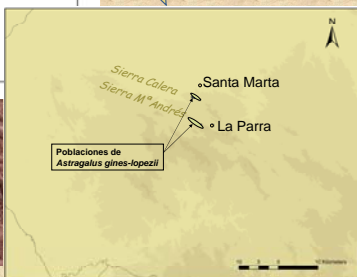 N
Sierra Calera
Santa Marta
Sierra Mª Andrés
La Parra
Poblaciones de
Astragalus gines-lopezii